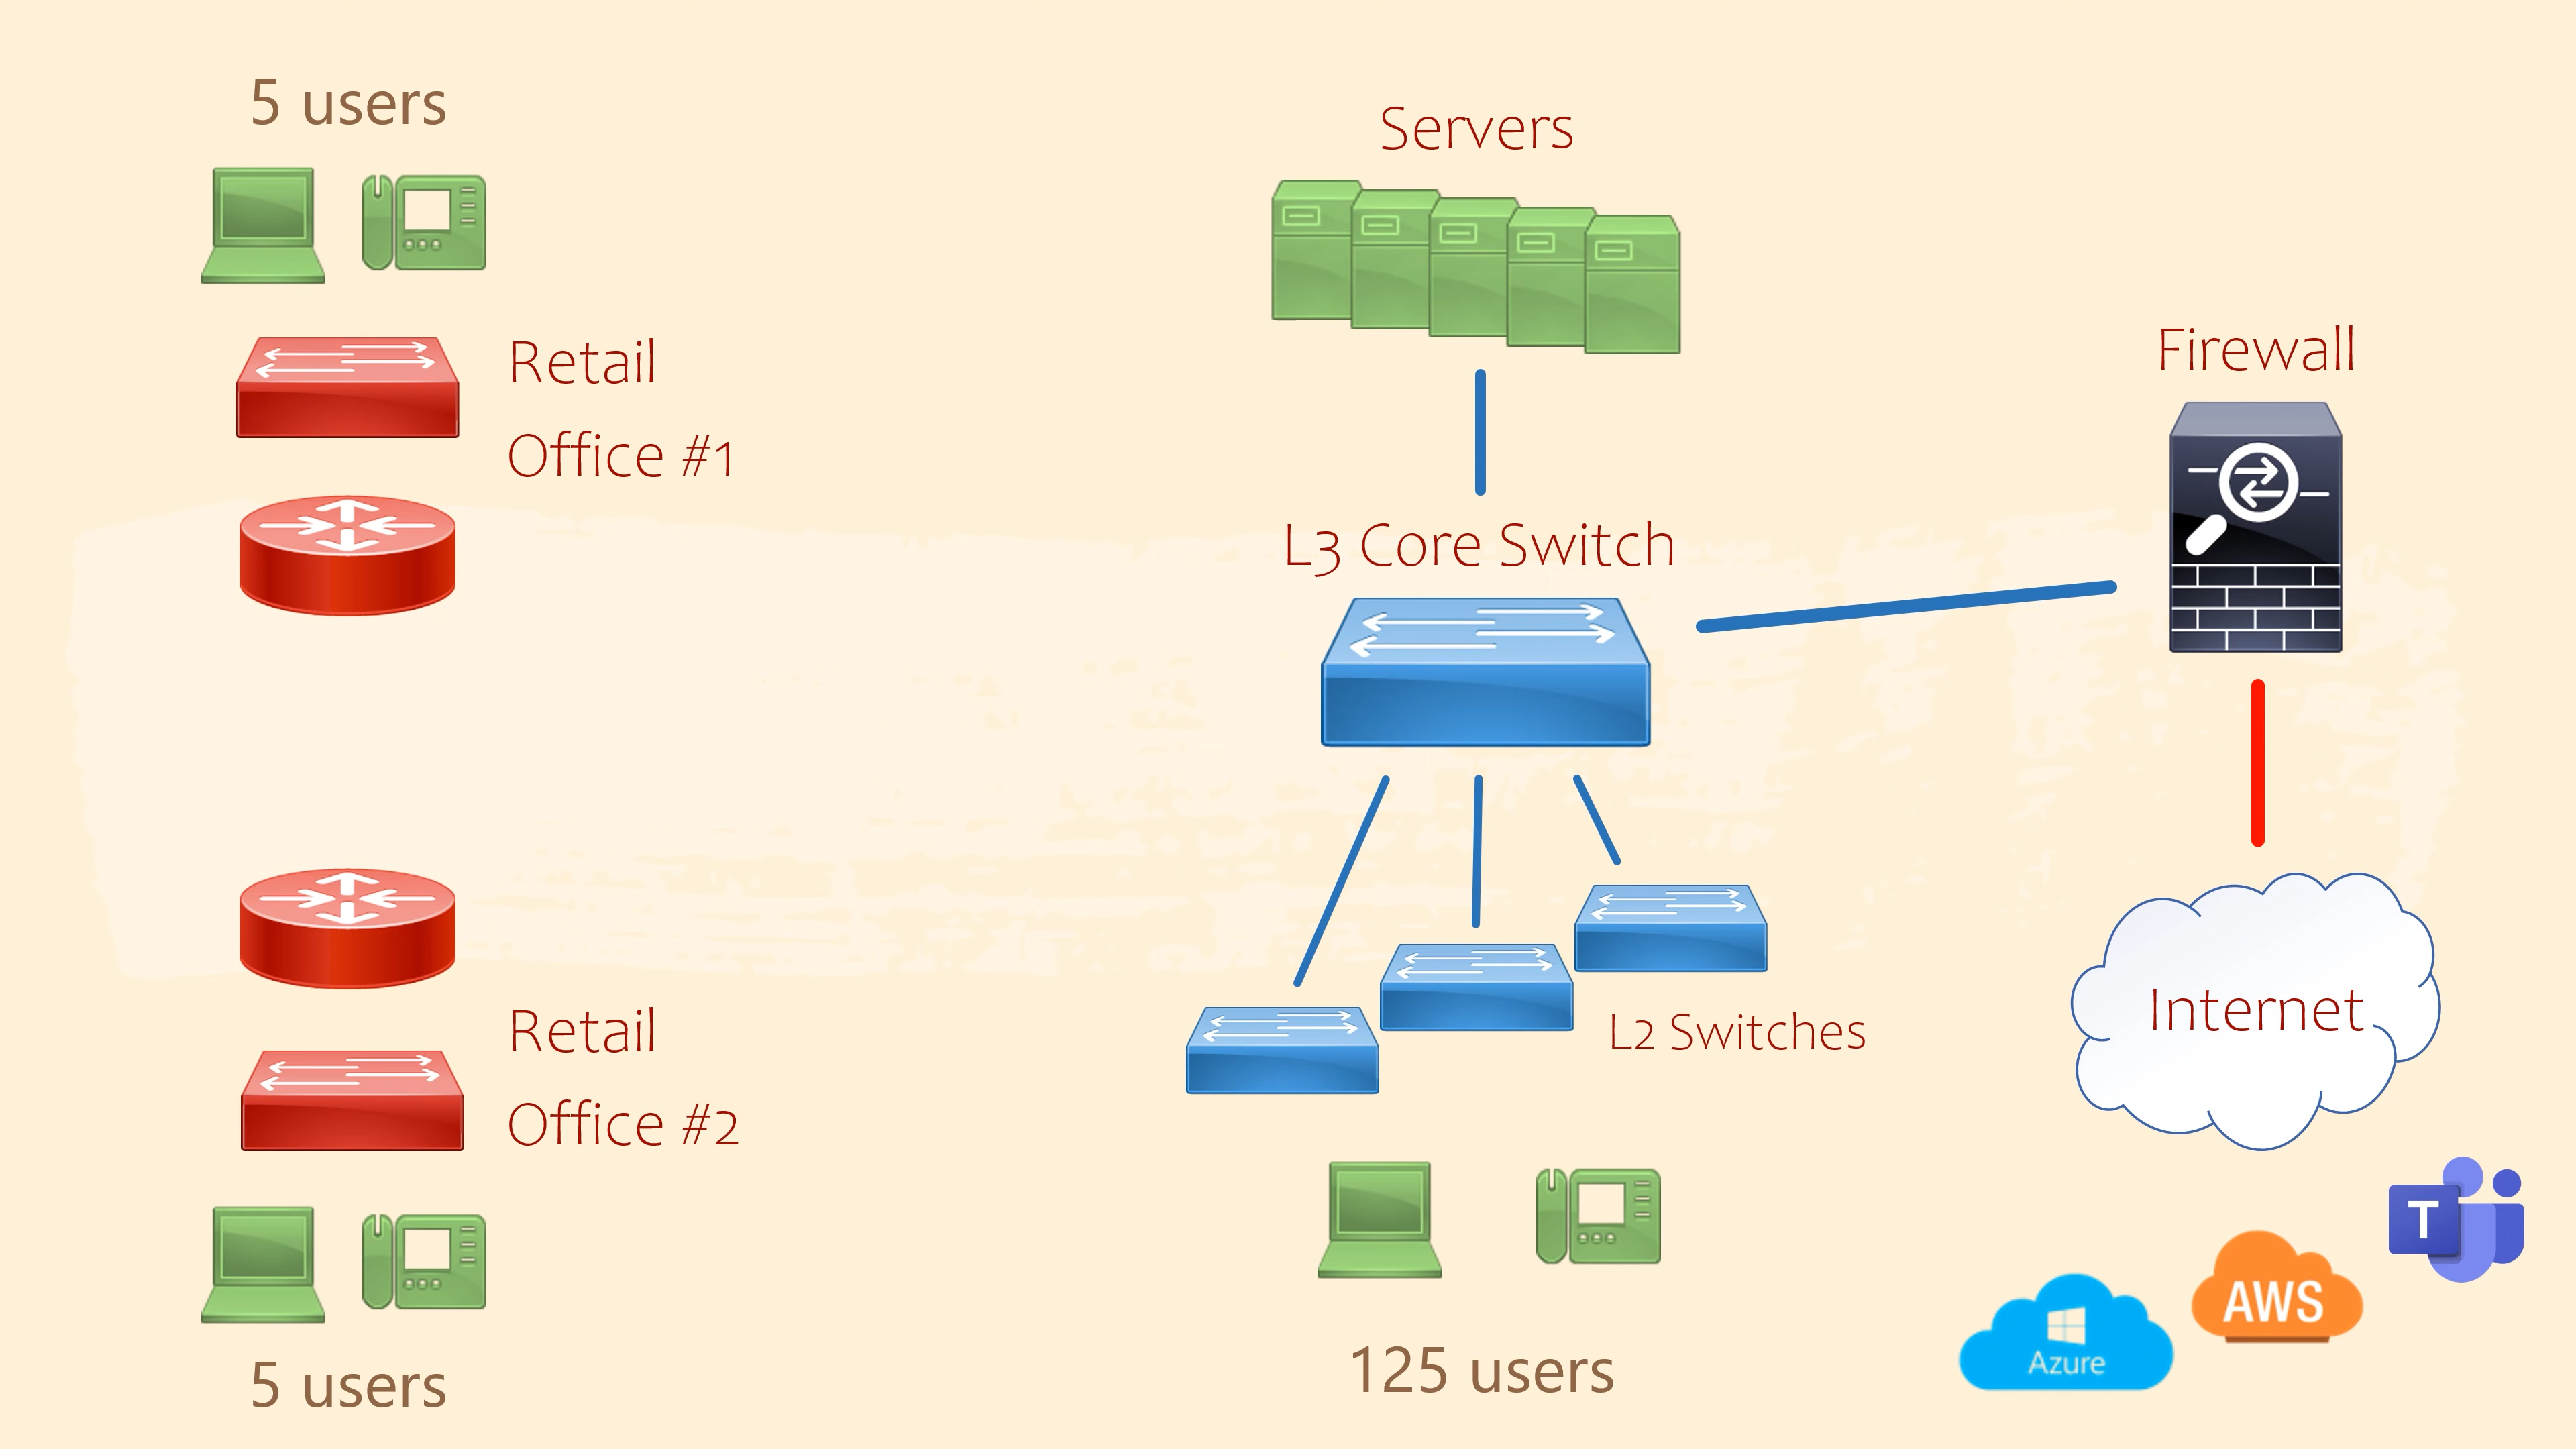 5 users
Retail
Office #1
Retail
Office #2
5 users
Servers
L3 Core Switch
L2 Switches
125 users
Firewall
Internet
T
AWS
Azure